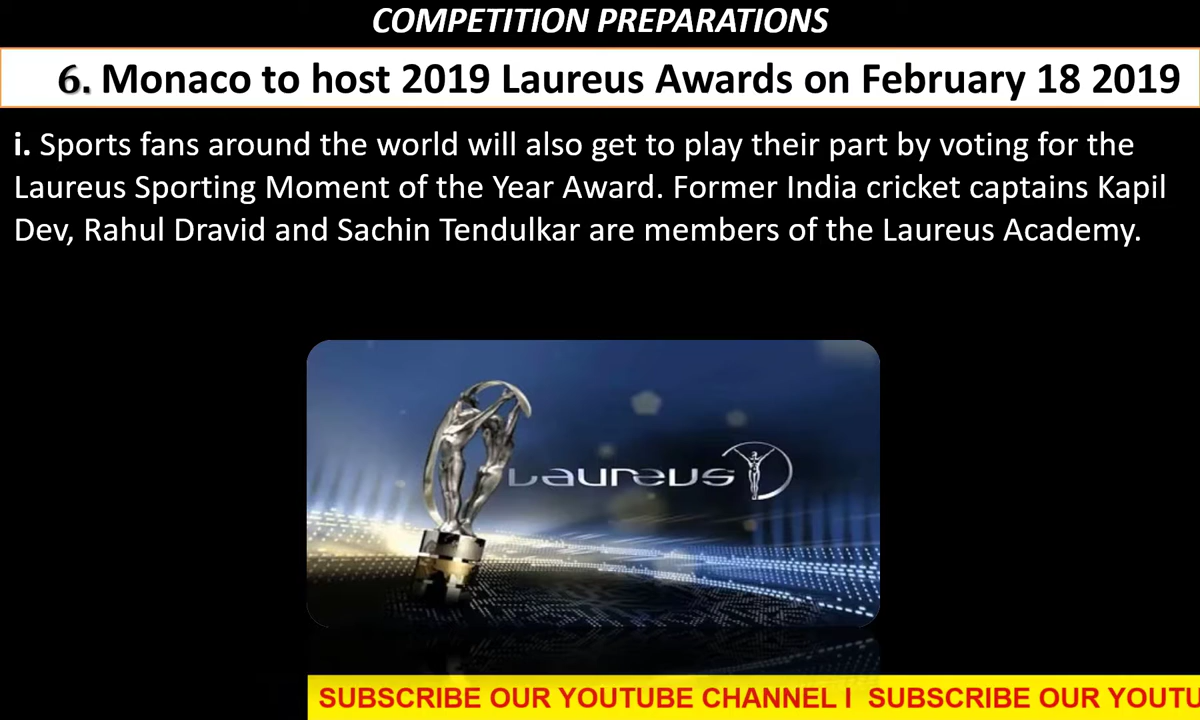 COMPETITION PREPARATIONS
6. Monaco to host 2019 Laureus Awards on February 18 2019
i. Sports fans around the world will also get to play their part by voting for the
Laureus Sporting Moment of the Year Award. Former India cricket captains Kapil
Dev, Rahul Dravid and Sachin Tendulkar are members of the Laureus Academy.
Laureus
SUBSCRIBE OUR YOUTUBE CHANNEL I SUBSCRIBE OUR YOUTU